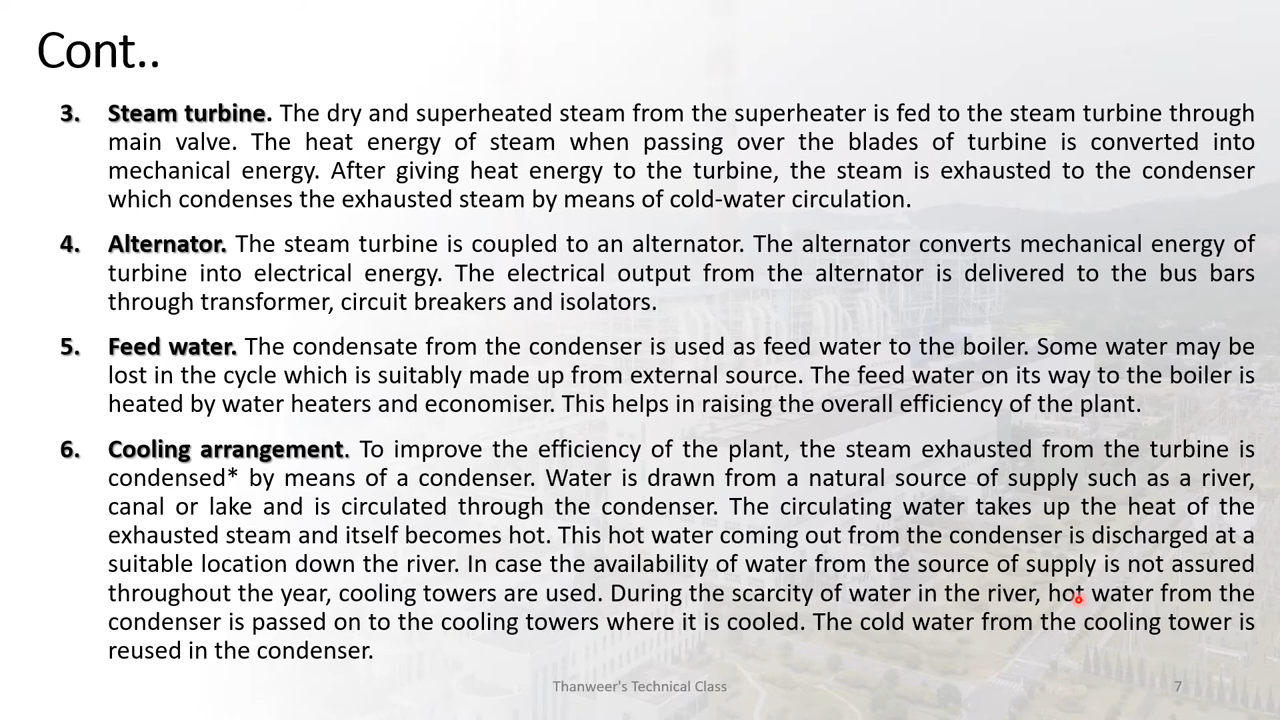 Cont..
3. Steam turbine. The dry and superheated steam from the superheater is fed to the steam turbine through
main valve. The heat energy of steam when passing over the blades of turbine is converted into
mechanical energy. After giving heat energy to the turbine, the steam is exhausted to the condenser
which condenses the exhausted steam by means of cold-water circulation.
4. Alternator. The steam turbine is coupled to an alternator. The alternator converts mechanical energy of
turbine into electrical energy. The electrical output from the alternator is delivered to the bus bars
through transformer, circuit breakers and isolators.
5. Feed water. The condensate from the condenser is used as feed water to the boiler. Some water may be
lost in the cycle which is suitably made up from external source. The feed water on its way to the boiler is
heated by water heaters and economiser. This helps in raising the overall efficiency of the plant.
6. Cooling arrangement. To improve the efficiency of the plant, the steam exhausted from the turbine is
condensed* by means of a condenser. Water is drawn from a natural source of supply such as a river,
canal or lake and is circulated through the condenser. The circulating water takes up the heat of the
exhausted steam and itself becomes hot. This hot water coming out from the condenser is discharged at a
suitable location down the river. In case the availability of water from the source of supply is not assured
throughout the year, cooling towers are used. During the scarcity of water in the river, hot water from the
condenser is passed on to the cooling towers where it is cooled. The cold water from the cooling tower is
reused in the condenser.
Thanweer's Technical Class 7